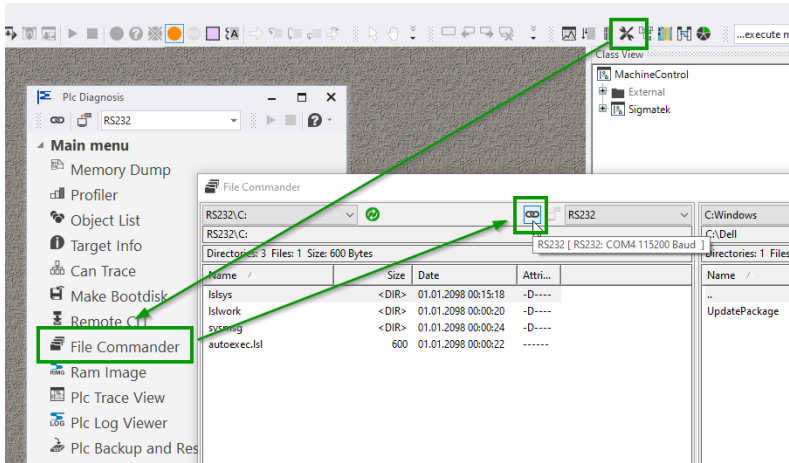 ...execute m
Class View
MachineControl
External
Sigmatek
Plc Diagnosis
RS232
Main menu
Memory Dump
Profiler
Object List
Target Info
Can Trace
Make Bootdisk
Remote CLI
File Commander
Ram Image
Plc Trace View
Plc Log Viewer
Plc Backup and Res
File Commander
RS232\C:
RS232
C:Windows
RS232\C:
C:\Dell
RS232 [ RS232: COM4 115200 Baud ]
Directories: 3 Files: 1 Size: 600 Bytes
Directories: 1 Files
Name Size Date Attri...
Name
lslsys <DIR> 01.01.2098 00:15:18 -D----
lslwork <DIR> 01.01.2098 00:00:20 -D----
sysmsg <DIR> 01.01.2098 00:00:24 -D----
autoexec.lsl 600 01.01.2098 00:00:22 ------
..
UpdatePackage